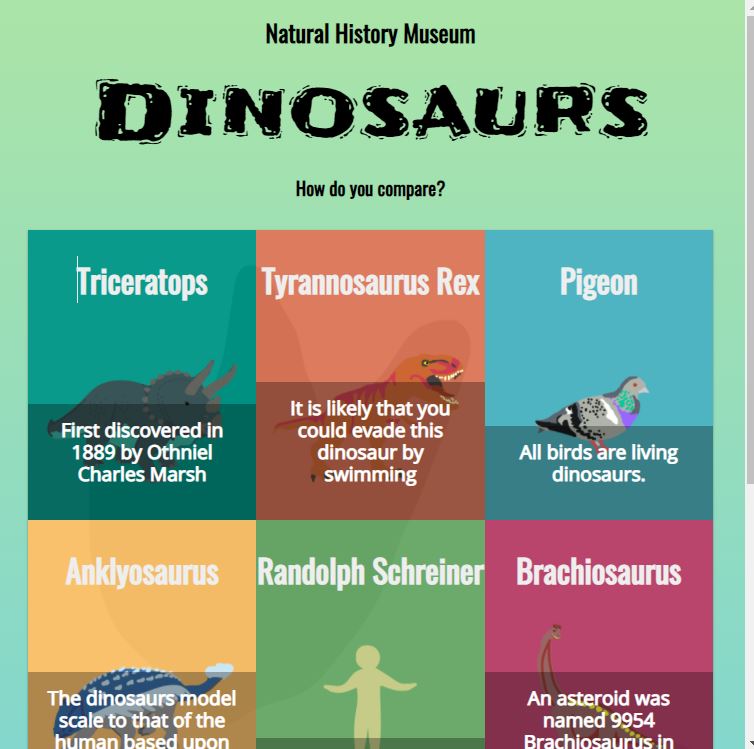 Natural History Museum
DINOSAURS
How do you compare?
Triceratops
Tyrannosaurus Rex
Pigeon
First discovered in
1889 by Othniel
Charles Marsh
It is likely that you
could evade this
dinosaur by
swimming
All birds are living
dinosaurs.
Anklyosaurus
Randolph Schreiner
Brachiosaurus
The dinosaurs model
scale to that of the
human based upon
An asteroid was
named 9954
Brachiosaurus in